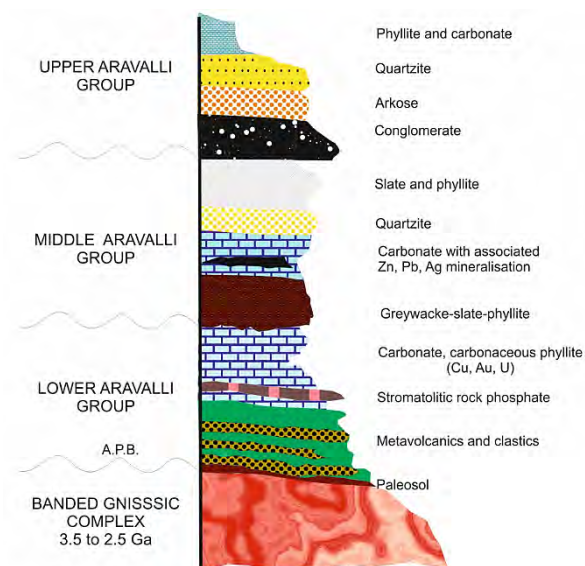 Phyllite and carbonate
UPPER ARAVALLI
GROUP
Quartzite
Arkose
Conglomerate
Slate and phyllite
Quartzite
MIDDLE ARAVALLI
GROUP
Carbonate with associated
Zn, Pb, Ag mineralisation
Greywacke-slate-phyllite
Carbonate, carbonaceous phyllite
(Cu, Au, U)
LOWER ARAVALLI
GROUP
Stromatolitic rock phosphate
Metavolcanics and clastics
A.P.B.
Paleosol
BANDED GNISSSIC
COMPLEX
3.5 to 2.5 Ga